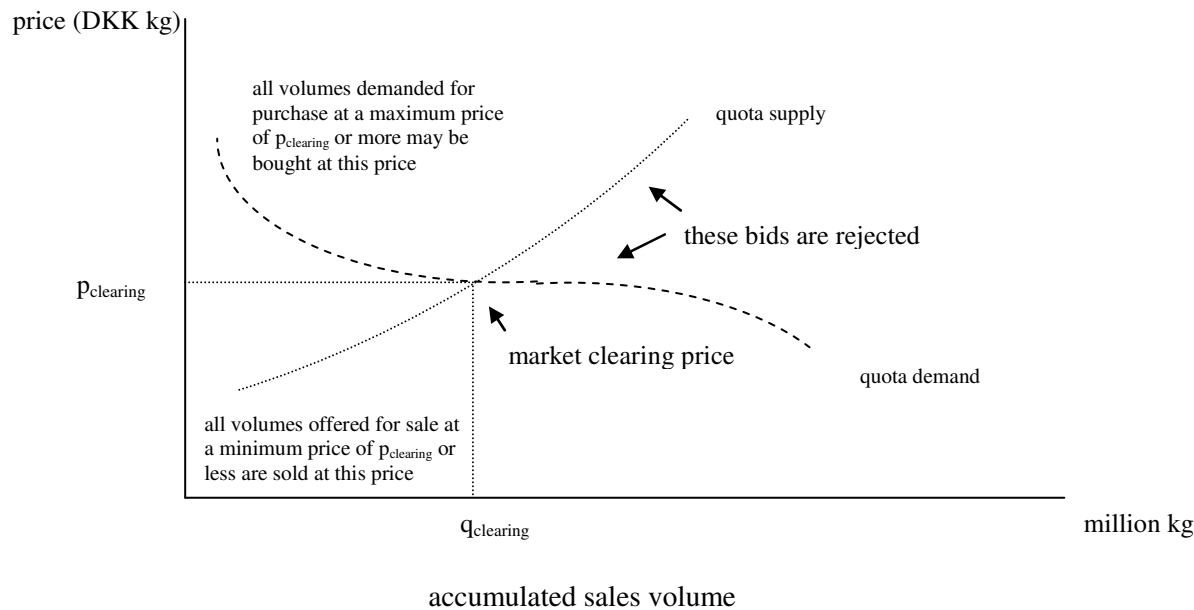 price (DKK kg)
all volumes demanded for
purchase at a maximum price
of pclearing or more may be
bought at this price
quota supply
these bids are rejected
pclearing
market clearing price
quota demand
all volumes offered for sale at
a minimum price of pclearing or
less are sold at this price
qclearing
million kg
accumulated sales volume